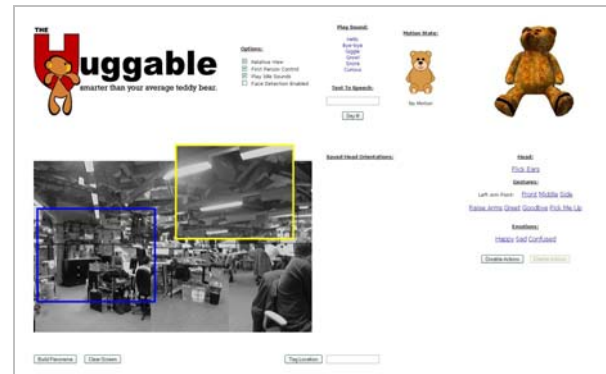 THE
Huggable
smarter than your average teddy bear.
Options:
Relative View
First Person Control
Play Idle Sounds
Face Detection Enabled
Play Sound:
Hello
Bye-bye
Giggle
Growl
Snore
Curious
Text To Speech:
Say It
Motion State:
No Motion
Saved Head Orientations:
Head:
Flick Ears
Gestures:
Left Arm Point: Front Middle Side
Raise Arms Greet Goodbye Pick Me Up
Emotions:
Happy Sad Confused
Disable Actions
Build Panorama
Clear Screen
Tag Location